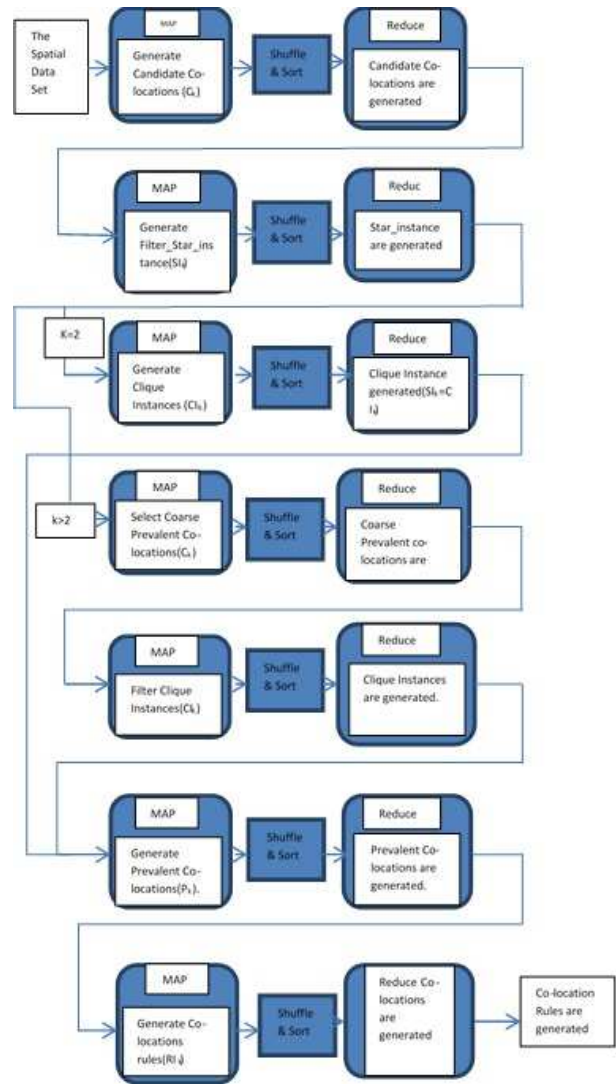 The
Spatial
Data
Set
MAP
Generate
Candidate Co-
locations (Cₖ)
Shuffle
& Sort
Reduce
Candidate Co-
locations are
generated
MAP
Generate
Filter_Star_ins
tance(SIₖ)
Shuffle
& Sort
Reduc
Star_instance
are generated
K=2
MAP
Generate
Clique
Instances (CIₖ)
Shuffle
& Sort
Reduce
Clique Instance
generated(SIₖ=C
Iₖ)
k>2
MAP
Select Coarse
Prevalent Co-
locations(Cₖ)
Shuffle
& Sort
Reduce
Coarse
Prevalent co-
locations are
MAP
Filter Clique
Instances(CIₖ)
Shuffle
& Sort
Reduce
Clique Instances
are generated.
MAP
Generate
Prevalent Co-
locations(Pₖ).
Shuffle
& Sort
Reduce
Prevalent Co-
locations are
generated.
MAP
Generate Co-
locations
rules(RIₖ)
Shuffle
& Sort
Reduce Co-
locations
are
generated
Co-location
Rules are
generated